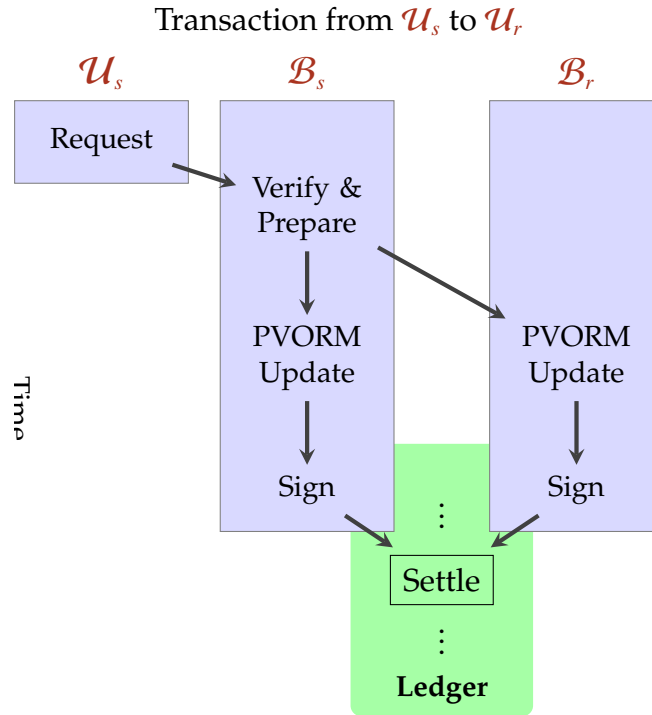 Transaction from 𝒰ₛ to 𝒰ᵣ
𝒰ₛ
ℬₛ
ℬᵣ
Request
Verify &
Prepare
PVORM
Update
PVORM
Update
Time
Sign
Sign
⋮
Settle
⋮
Ledger